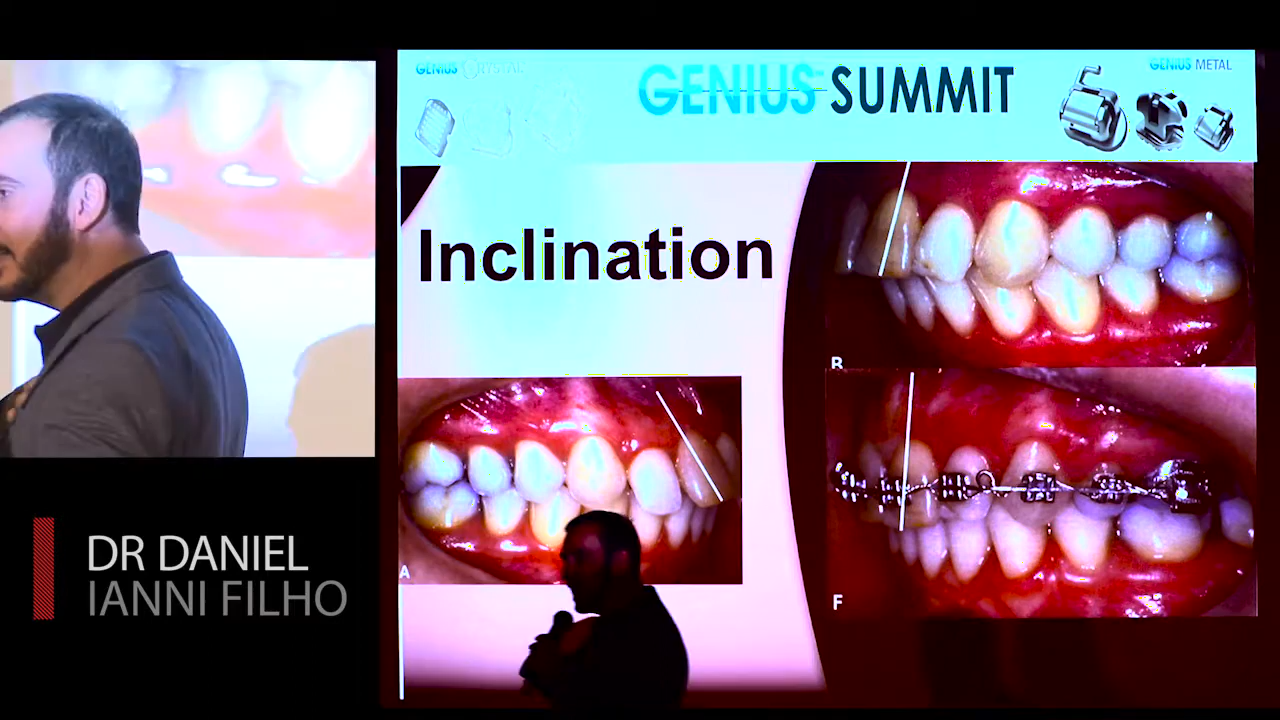 GENIUS CRYSTAL
GENIUS SUMMIT
GENIUS METAL
Inclination
B
A
F
DR DANIEL
IANNI FILHO